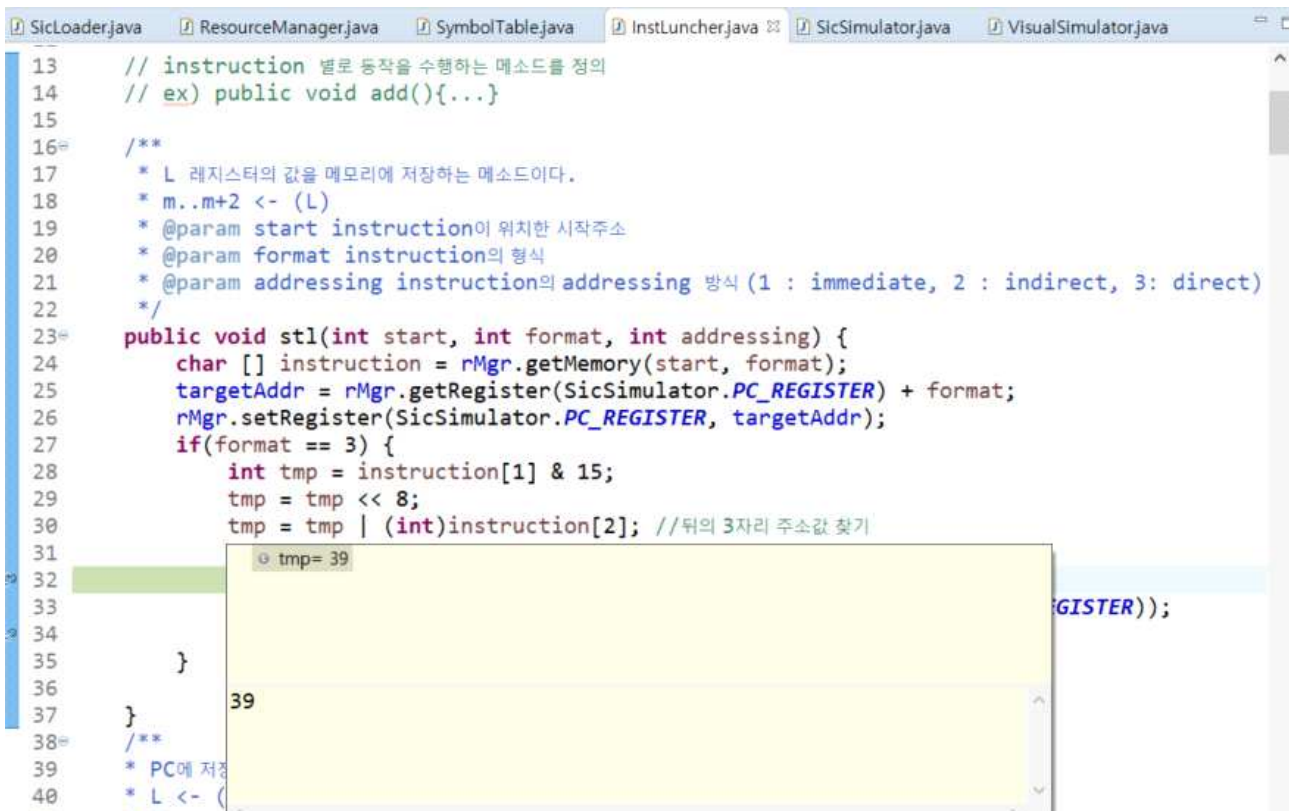 SicLoader.java ResourceManager.java SymbolTable.java InstLuncher.java SicSimulator.java VisualSimulator.java
13 // instruction 별로 동작을 수행하는 메소드를 정의
14 // ex) public void add(){...}
15
16 /**
17 * L 레지스터의 값을 메모리에 저장하는 메소드이다.
18 * m..m+2 <- (L)
19 * @param start instruction이 위치한 시작주소
20 * @param format instruction의 형식
21 * @param addressing instruction의 addressing 방식 (1 : immediate, 2 : indirect, 3: direct)
22 */
23 public void stl(int start, int format, int addressing) {
24 char [] instruction = rMgr.getMemory(start, format);
25 targetAddr = rMgr.getRegister(SicSimulator.PC_REGISTER) + format;
26 rMgr.setRegister(SicSimulator.PC_REGISTER, targetAddr);
27 if(format == 3) {
28 int tmp = instruction[1] & 15;
29 tmp = tmp << 8;
30 tmp = tmp | (int)instruction[2]; //뒤의 3자리 주소값 찾기
31 tmp= 39
32
33 GISTER));
34
35 }
36
39
37 }
38 /**
39 * PC에 저장
40 * L <- (